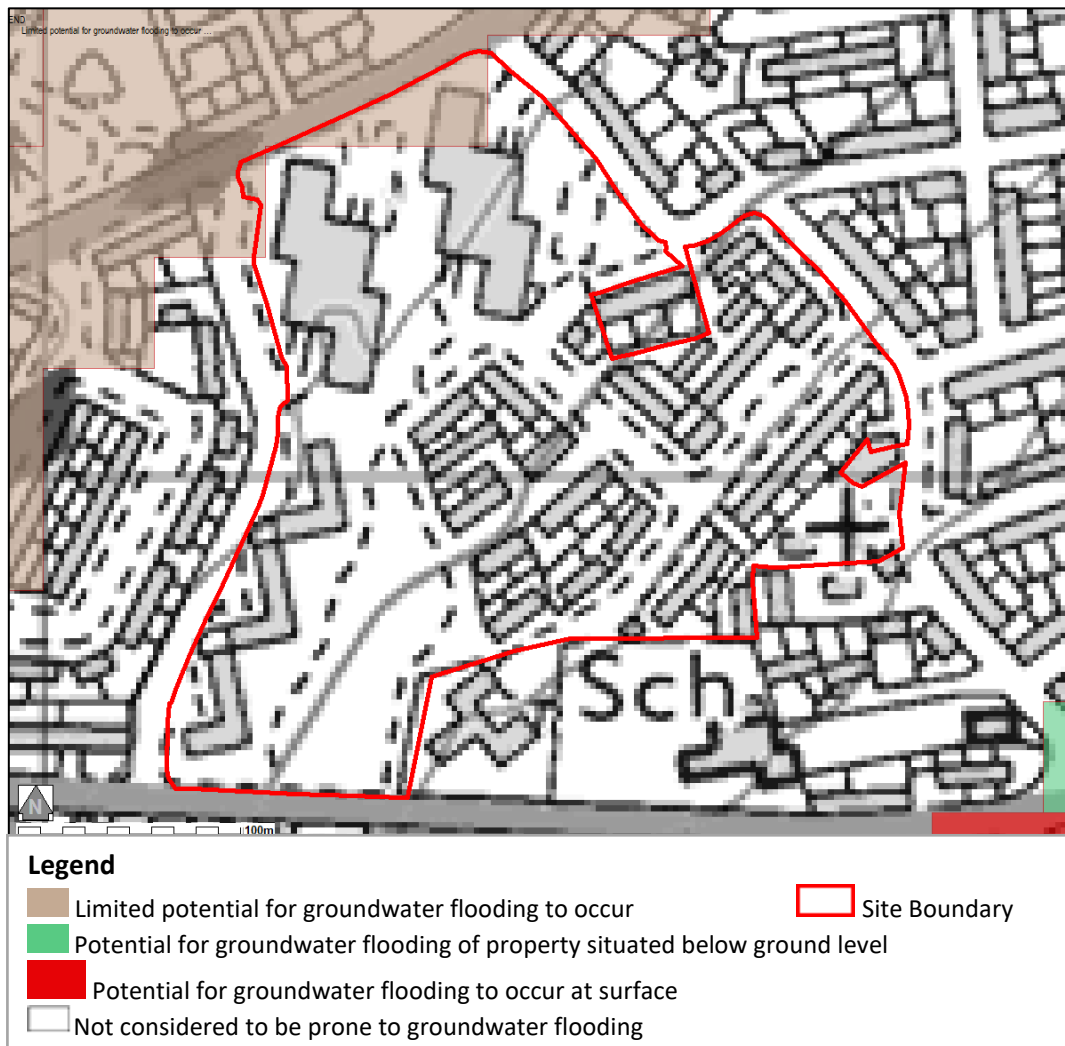 END
Limited potential for groundwater flooding to occur ...
Sch
N
100m
Legend
Limited potential for groundwater flooding to occur
Site Boundary
Potential for groundwater flooding of property situated below ground level
Potential for groundwater flooding to occur at surface
Not considered to be prone to groundwater flooding